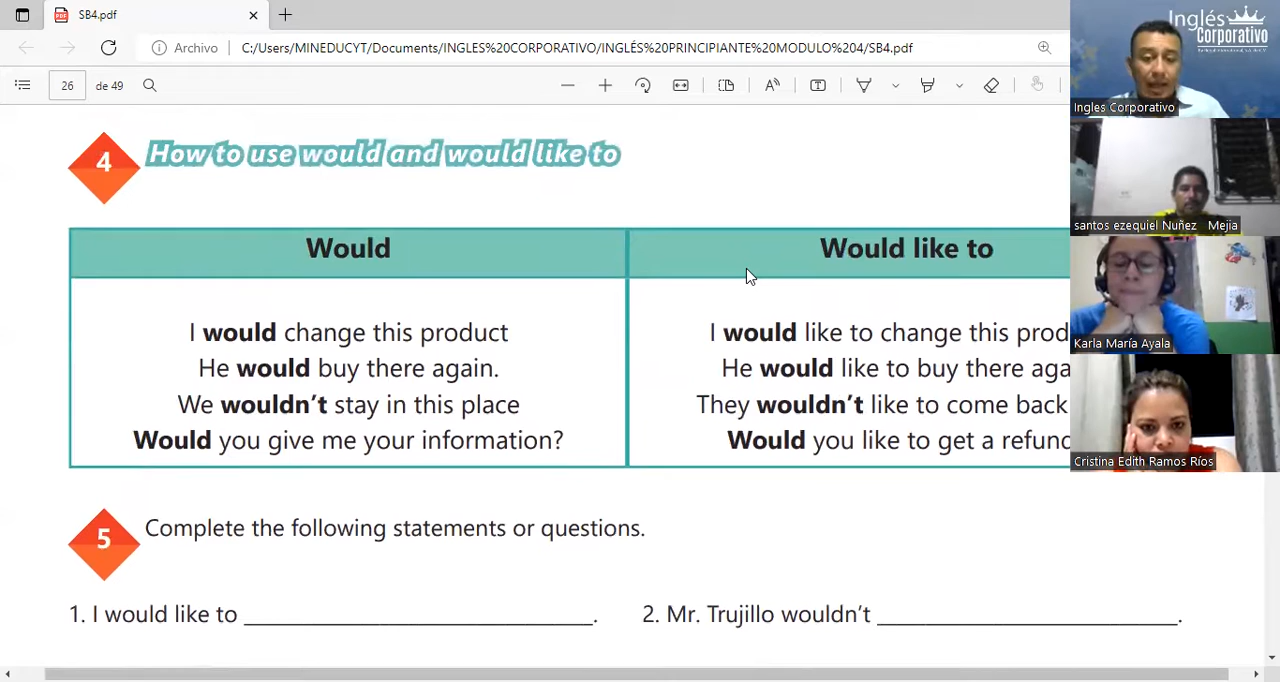 SB4.pdf
Archivo
C:/Users/MINEDUCYT/Documents/INGLES%20CORPORATIVO/INGLÉS%20PRINCIPIANTE%20MODULO%204/SB4.pdf
26
de 49
4
How to use would and would like to
Would
I would change this product
He would buy there again.
We wouldn't stay in this place
Would you give me your information?
Would like to
I would like to change this prod
He would like to buy there aga
They wouldn't like to come back
Would you like to get a refund
5
Complete the following statements or questions.
1. I would like to ______________________________.
2. Mr. Trujillo wouldn't __________________________.
Inglés
Corporativo
Ingles Corporativo
santos ezequiel Nuñez Mejia
Karla María Ayala
Cristina Edith Ramos Ríos